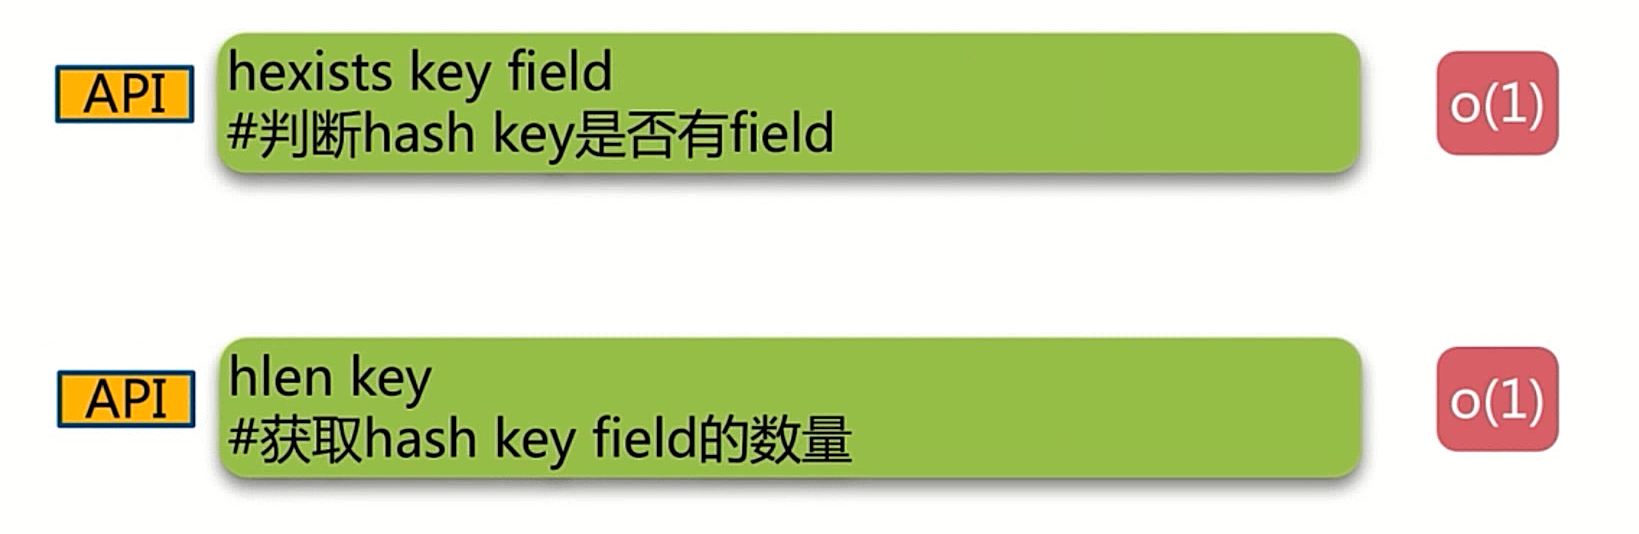 API
hexists key field
#判断hash key是否有field
o(1)
API
hlen key
#获取hash key field的数量
o(1)